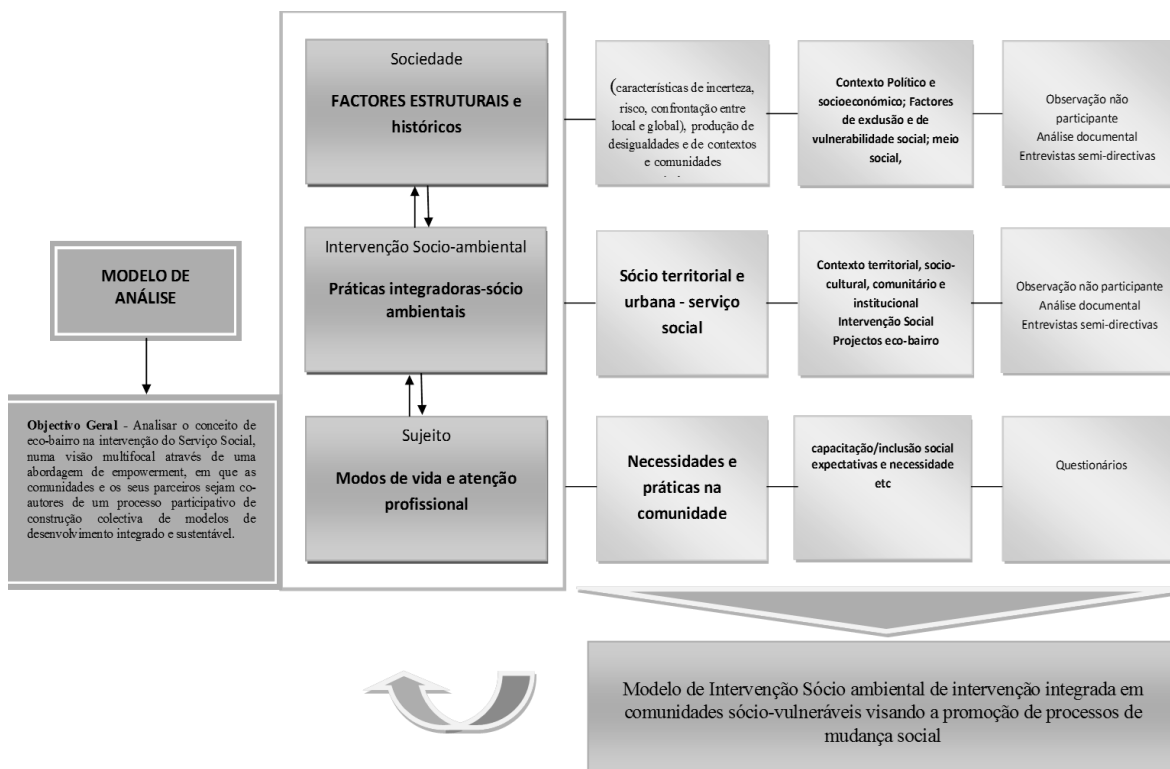 MODELO DE
ANÁLISE
Objectivo Geral - Analisar o conceito de
eco-bairro na intervenção do Serviço Social,
numa visão multifocal através de uma
abordagem de empowerment, em que as
comunidades e os seus parceiros sejam co-
autores de um processo participativo de
construção colectiva de modelos de
desenvolvimento integrado e sustentável.
Sociedade
FACTORES ESTRUTURAIS e
históricos
(características de incerteza,
risco, confrontação entre
local e global), produção de
desigualdades e de contextos
e comunidades
Contexto Político e
socioeconómico; Factores
de exclusão e de
vulnerabilidade social; meio
social,
Observação não
participante
Análise documental
Entrevistas semi-directivas
Intervenção Socio-ambiental
Práticas integradoras-sócio
ambientais
Sócio territorial e
urbana - serviço
social
Contexto territorial, socio-
cultural, comunitário e
institucional
Intervenção Social
Projectos eco-bairro
Observação não participante
Análise documental
Entrevistas semi-directivas
Sujeito
Modos de vida e atenção
profissional
Necessidades e
práticas na
comunidade
capacitação/inclusão social
expectativas e necessidade
etc
Questionários
Modelo de Intervenção Sócio ambiental de intervenção integrada em
comunidades sócio-vulneráveis visando a promoção de processos de
mudança social